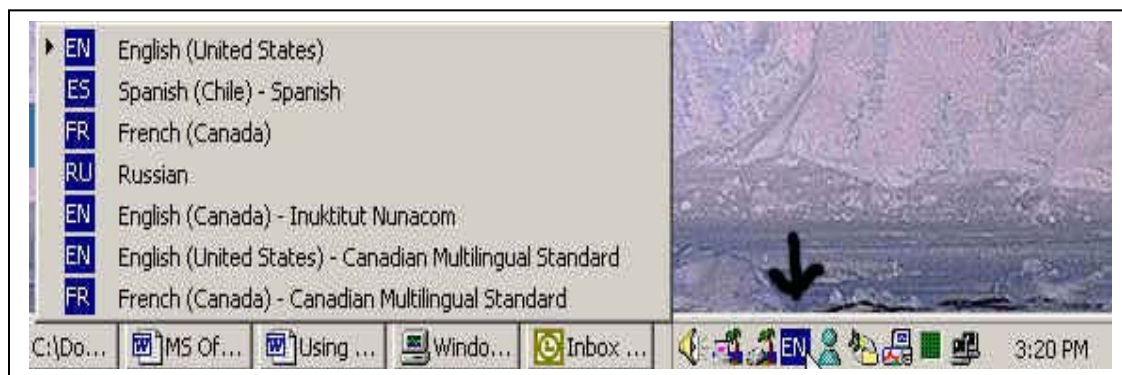 EN English (United States)
ES Spanish (Chile) - Spanish
FR French (Canada)
RU Russian
EN English (Canada) - Inuktitut Nunacom
EN English (United States) - Canadian Multilingual Standard
FR French (Canada) - Canadian Multilingual Standard
C:\Do... MS Of... Using ... Windo... Inbox ... EN 3:20 PM